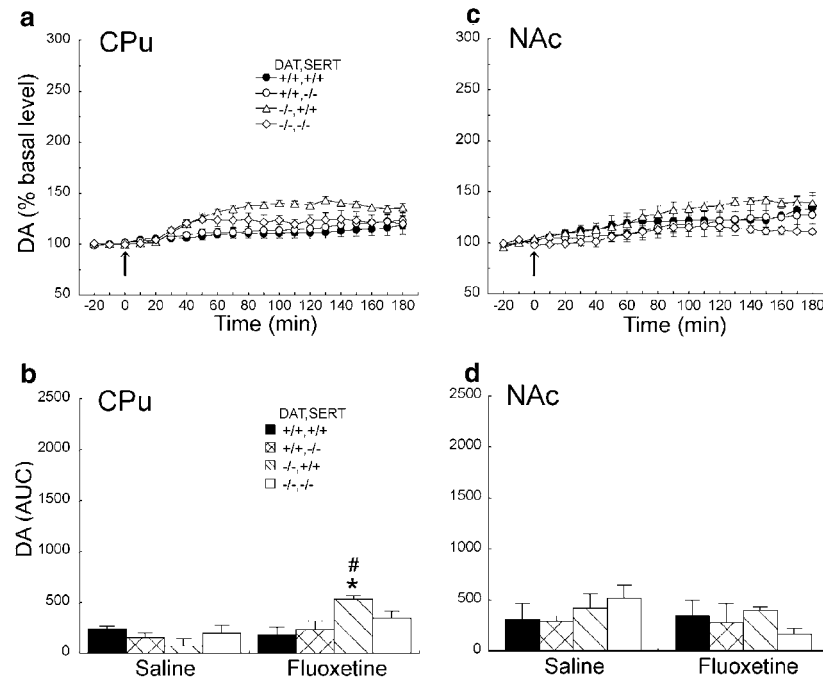 a
CPu
DA (% basal level)
300
250
200
150
100
50
DAT,SERT
+/+,+/+
+/+,-/-
-/-,+/+
-/-,-/-
-20 0 20 40 60 80 100 120 140 160 180
Time (min)
c
NAc
300
250
200
150
100
50
-20 0 20 40 60 80 100 120 140 160 180
Time (min)
b
CPu
DA (AUC)
2500
2000
1500
1000
500
0
DAT,SERT
+/+,+/+
+/+,-/-
-/-,+/+
-/-,-/-
#
*
Saline Fluoxetine
d
NAc
2500
2000
1500
1000
500
0
Saline Fluoxetine